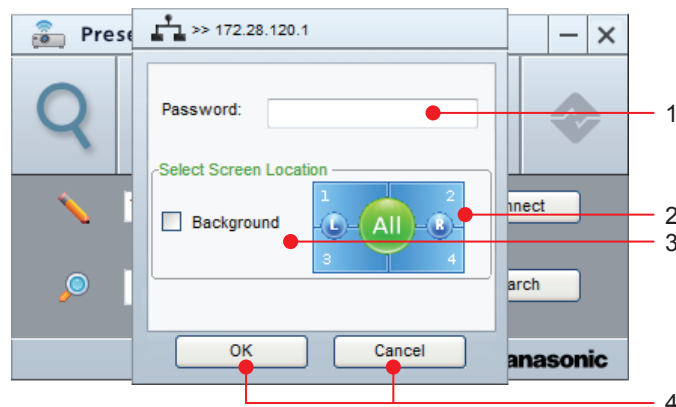 Prese
>> 172.28.120.1
Password:
1
Select Screen Location
Background
1 2
L All R
3 4
2
3
nnect
arch
OK Cancel
anasonic
4